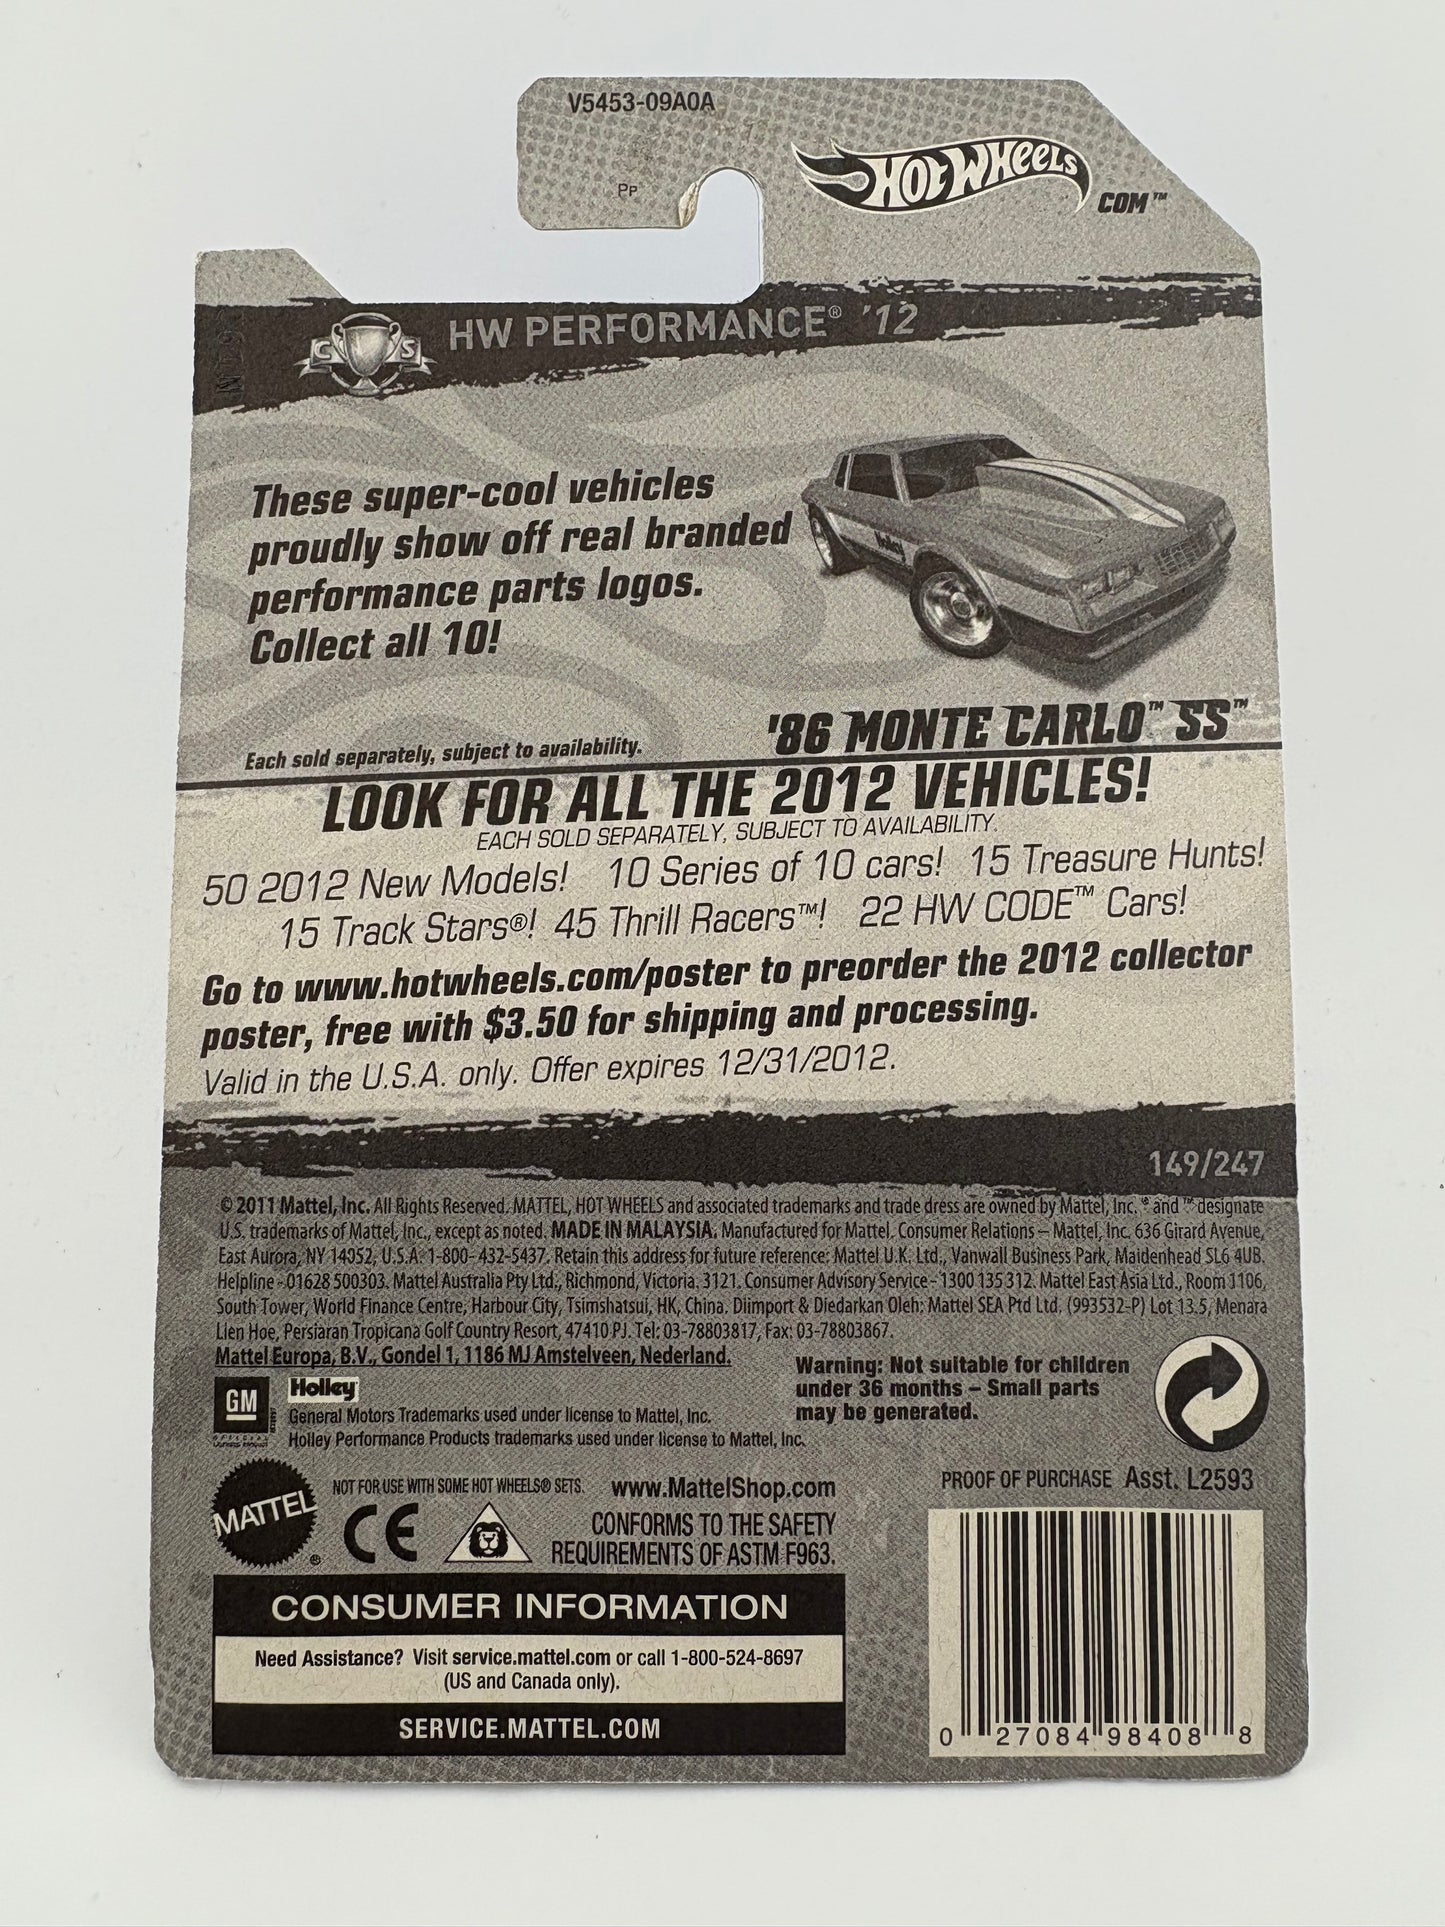 V5453-09A0A
PP
HOT WHEELS
COM™
N19
CS
HW PERFORMANCE® '12
These super-cool vehicles
proudly show off real branded
performance parts logos.
Collect all 10!
Holley
'86 MONTE CARLO™ SS™
Each sold separately, subject to availability.
LOOK FOR ALL THE 2012 VEHICLES!
EACH SOLD SEPARATELY, SUBJECT TO AVAILABILITY.
50 2012 New Models! 10 Series of 10 cars! 15 Treasure Hunts!
15 Track Stars®! 45 Thrill Racers™! 22 HW CODE™ Cars!
Go to www.hotwheels.com/poster to preorder the 2012 collector
poster, free with $3.50 for shipping and processing.
Valid in the U.S.A. only. Offer expires 12/31/2012.
149/247
© 2011 Mattel, Inc. All Rights Reserved. MATTEL, HOT WHEELS and associated trademarks and trade dress are owned by Mattel, Inc. ® and ™ designate
U.S. trademarks of Mattel, Inc., except as noted. MADE IN MALAYSIA. Manufactured for Mattel. Consumer Relations – Mattel, Inc. 636 Girard Avenue,
East Aurora, NY 14052, U.S.A. 1-800- 432-5437. Retain this address for future reference: Mattel U.K. Ltd., Vanwall Business Park, Maidenhead SL6 4UB.
Helpline - 01628 500303. Mattel Australia Pty Ltd., Richmond, Victoria. 3121. Consumer Advisory Service - 1300 135 312. Mattel East Asia Ltd., Room 1106,
South Tower, World Finance Centre, Harbour City, Tsimshatsui, HK, China. Diimport & Diedarkan Oleh: Mattel SEA Ptd Ltd. (993532-P) Lot 13.5, Menara
Lien Hoe, Persiaran Tropicana Golf Country Resort, 47410 PJ. Tel: 03-78803817, Fax: 03-78803867.
Mattel Europa, B.V., Gondel 1, 1186 MJ Amstelveen, Nederland.
Warning: Not suitable for children
under 36 months – Small parts
may be generated.
GM
OFFICIAL
LICENSED PRODUCT
Holley
General Motors Trademarks used under license to Mattel, Inc.
Holley Performance Products trademarks used under license to Mattel, Inc.
MATTEL®
NOT FOR USE WITH SOME HOT WHEELS® SETS. www.MattelShop.com
CE
CONFORMS TO THE SAFETY
REQUIREMENTS OF ASTM F963.
PROOF OF PURCHASE Asst. L2593
CONSUMER INFORMATION
Need Assistance? Visit service.mattel.com or call 1-800-524-8697
(US and Canada only).
SERVICE.MATTEL.COM
0 27084 98408 8